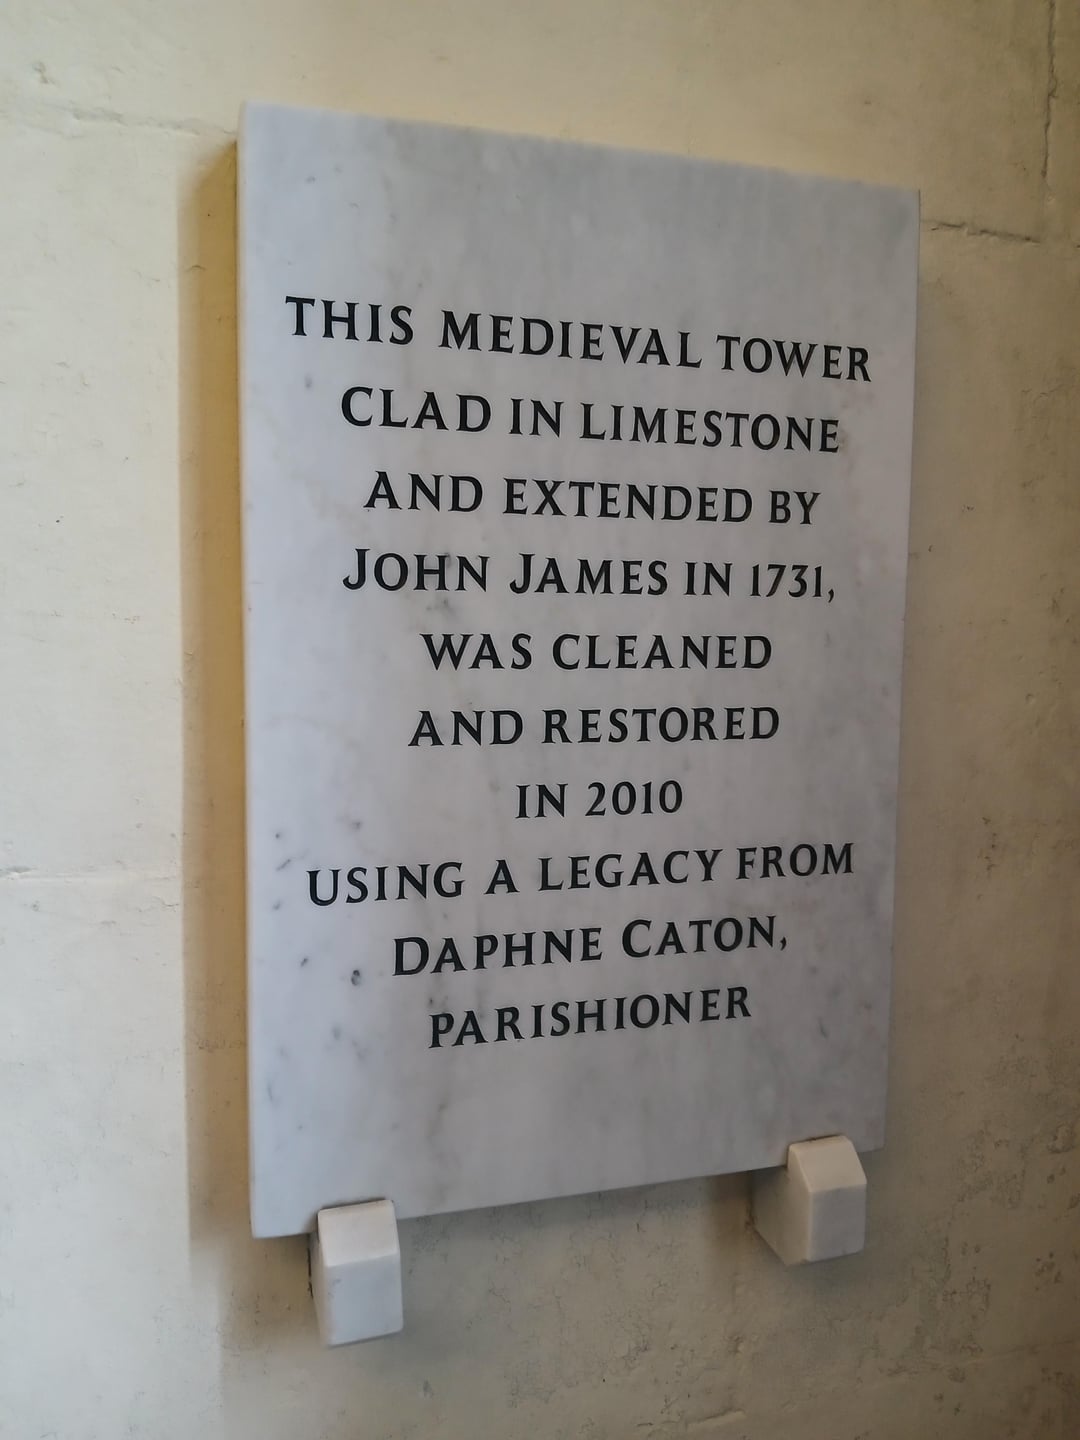 THIS MEDIEVAL TOWER
CLAD IN LIMESTONE
AND EXTENDED BY
JOHN JAMES IN 1731,
WAS CLEANED
AND RESTORED
IN 2010
USING A LEGACY FROM
DAPHNE CATON,
PARISHIONER